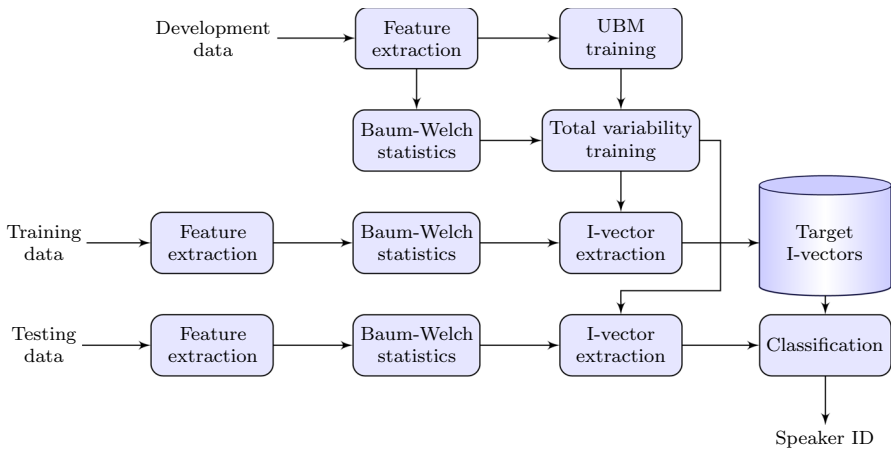 Development
data
Feature
extraction
UBM
training
Baum-Welch
statistics
Total variability
training
Training
data
Feature
extraction
Baum-Welch
statistics
I-vector
extraction
Target
I-vectors
Testing
data
Feature
extraction
Baum-Welch
statistics
I-vector
extraction
Classification
Speaker ID